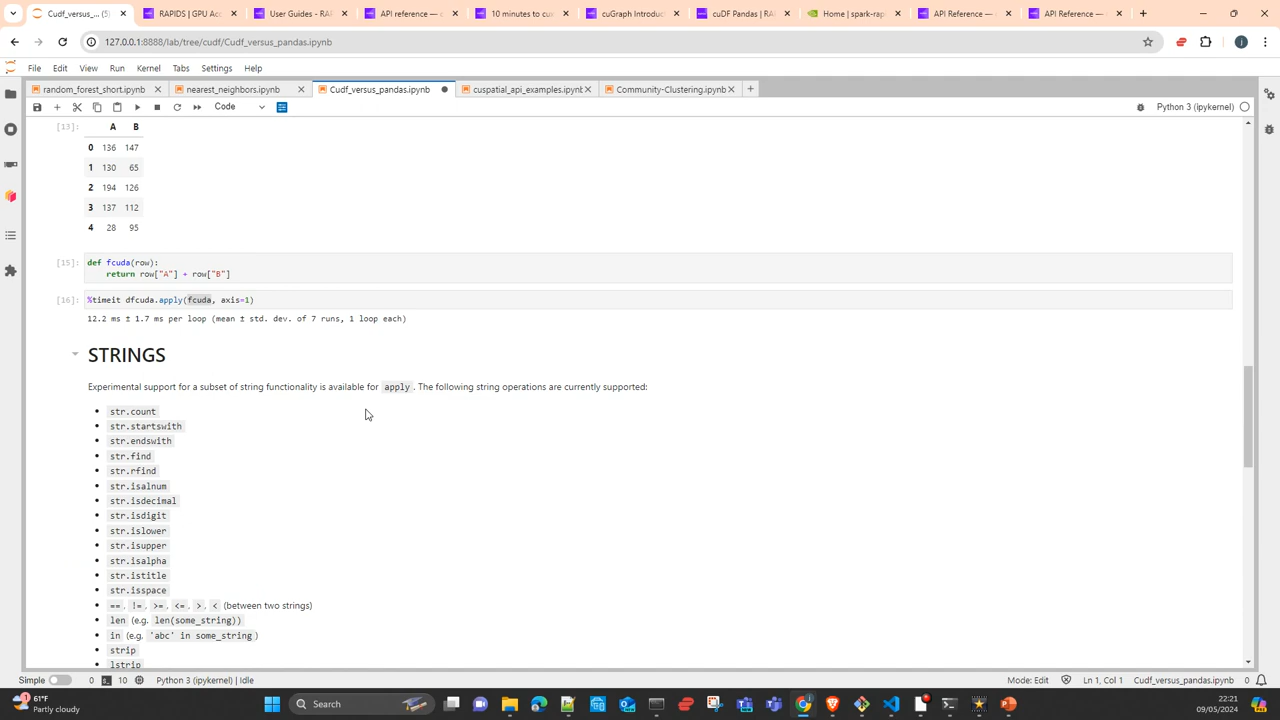 Cudf_versus_... (5)
RAPIDS | GPU Acc
User Guides - RAP
API reference — c
10 minutes to cu
cuGraph Introduc
cuDF Pandas | RA
Home | spark-rap
API Reference —
API Reference —
127.0.0.1:8888/lab/tree/cudf/Cudf_versus_pandas.ipynb
File Edit View Run Kernel Tabs Settings Help
random_forest_short.ipynb
nearest_neighbors.ipynb
Cudf_versus_pandas.ipynb
cuspatial_api_examples.ipynb
Community-Clustering.ipynb
Code
Python 3 (ipykernel)
[13]: A B
0 136 147
1 130 65
2 194 126
3 137 112
4 28 95
[15]: def fcuda(row):
return row["A"] + row["B"]
[16]: %timeit dfcuda.apply(fcuda, axis=1)
12.2 ms ± 1.7 ms per loop (mean ± std. dev. of 7 runs, 1 loop each)
STRINGS
Experimental support for a subset of string functionality is available for apply . The following string operations are currently supported:
• str.count
• str.startswith
• str.endswith
• str.find
• str.rfind
• str.isalnum
• str.isdecimal
• str.isdigit
• str.islower
• str.isupper
• str.isalpha
• str.istitle
• str.isspace
• ==, !=, >=, <=, >, < (between two strings)
• len (e.g. len(some_string))
• in (e.g, 'abc' in some_string)
• strip
• lstrip
Simple 0 10 Python 3 (ipykernel) | Idle
Mode: Edit Ln 1, Col 1 Cudf_versus_pandas.ipynb 0
61°F
Partly cloudy
Search
22:21
09/05/2024